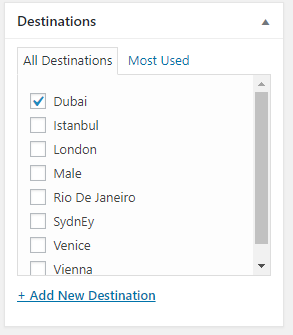 Destinations
All Destinations Most Used
Dubai
Istanbul
London
Male
Rio De Janeiro
SydnEy
Venice
Vienna
+ Add New Destination